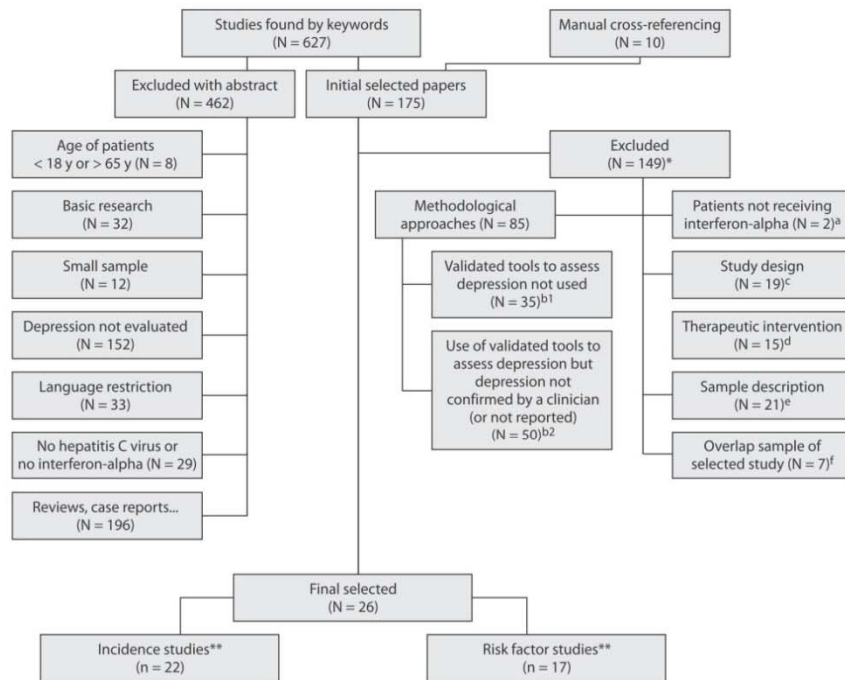 Studies found by keywords
(N = 627)
Manual cross-referencing
(N = 10)
Excluded with abstract
(N = 462)
Initial selected papers
(N = 175)
Age of patients
< 18 y or > 65 y (N = 8)
Basic research
(N = 32)
Small sample
(N = 12)
Depression not evaluated
(N = 152)
Language restriction
(N = 33)
No hepatitis C virus or
no interferon-alpha (N = 29)
Reviews, case reports...
(N = 196)
Excluded
(N = 149)*
Methodological
approaches (N = 85)
Validated tools to assess
depression not used
(N = 35)b1
Use of validated tools to
assess depression but
depression not
confirmed by a clinician
(or not reported)
(N = 50)b2
Patients not receiving
interferon-alpha (N = 2)a
Study design
(N = 19)c
Therapeutic intervention
(N = 15)d
Sample description
(N = 21)e
Overlap sample of
selected study (N = 7)f
Final selected
(N = 26)
Incidence studies**
(n = 22)
Risk factor studies**
(n = 17)